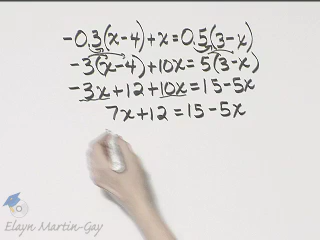 -0.3(x-4)+x=0.5(3-x)
-3(x-4)+10x=5(3-x)
-3x+12+10x=15-5x
7x+12=15-5x
Elayn Martin-Gay